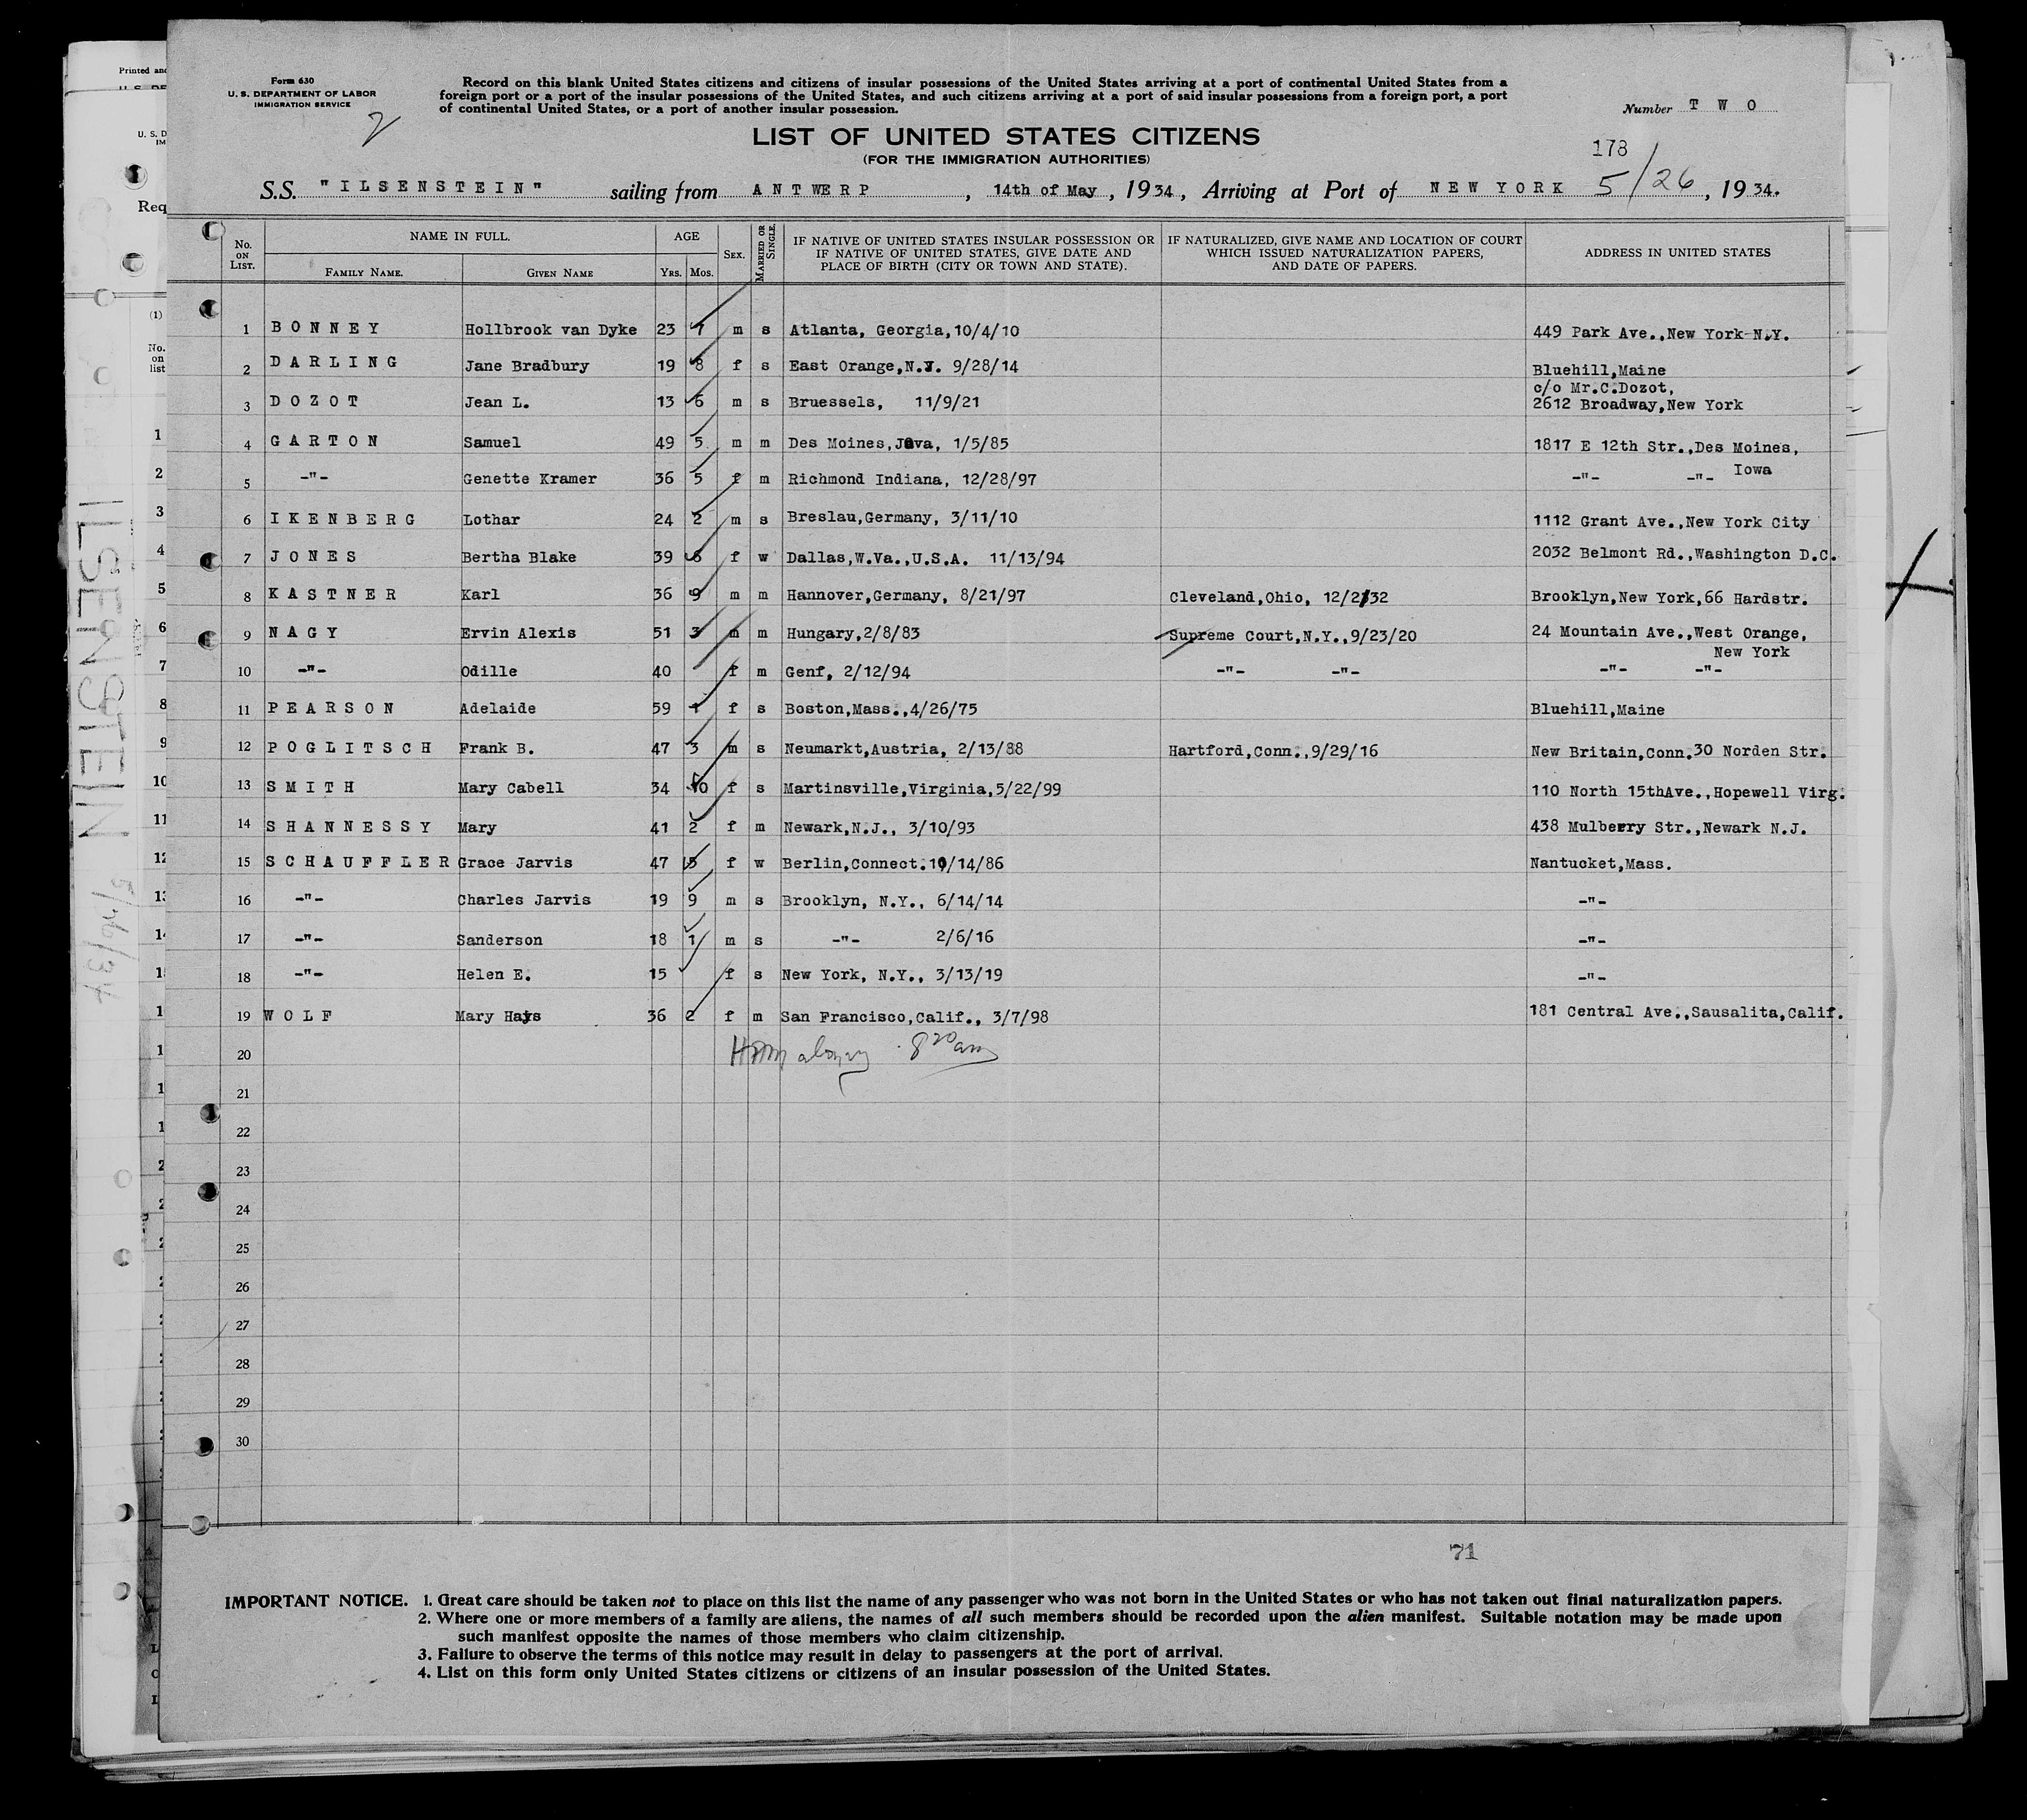 Form 630
U. S. DEPARTMENT OF LABOR
IMMIGRATION SERVICE
2
Record on this blank United States citizens and citizens of insular possessions of the United States arriving at a port of continental United States from a
foreign port or a port of the insular possessions of the United States, and such citizens arriving at a port of said insular possessions from a foreign port, a port
of continental United States, or a port of another insular possession.
Number T W O
LIST OF UNITED STATES CITIZENS
(FOR THE IMMIGRATION AUTHORITIES)
178
S.S. "ILSENSTEIN" sailing from ANTWERP, 14th of May, 1934, Arriving at Port of NEW YORK 5/26, 1934.
No. ON LIST. NAME IN FULL. FAMILY NAME. GIVEN NAME AGE YRS. MOS. SEX. MARRIED OR SINGLE. IF NATIVE OF UNITED STATES INSULAR POSSESSION OR IF NATIVE OF UNITED STATES, GIVE DATE AND PLACE OF BIRTH (CITY OR TOWN AND STATE). IF NATURALIZED, GIVE NAME AND LOCATION OF COURT WHICH ISSUED NATURALIZATION PAPERS, AND DATE OF PAPERS. ADDRESS IN UNITED STATES
1 BONNEY Hollbrook van Dyke 23 7 m s Atlanta, Georgia,10/4/10 449 Park Ave.,New York N.Y.
2 DARLING Jane Bradbury 19 8 f s East Orange,N.J. 9/28/14 Bluehill,Maine
3 DOZOT Jean L. 13 6 m s Bruessels, 11/9/21 c/o Mr.C.Dozot,
2612 Broadway,New York
4 GARTON Samuel 49 5 m m Des Moines,Jova, 1/5/85 1817 E 12th Str.,Des Moines,
Iowa
5 -"- Genette Kramer 36 5 f m Richmond Indiana, 12/28/97 -"- -"-
6 IKENBERG Lothar 24 2 m s Breslau,Germany, 3/11/10 1112 Grant Ave.,New York City
7 JONES Bertha Blake 39 6 f w Dallas,W.Va.,U.S.A. 11/13/94 2032 Belmont Rd.,Washington D.C.
8 KASTNER Karl 36 9 m m Hannover,Germany, 8/21/97 Cleveland,Ohio, 12/2/32 Brooklyn,New York,66 Hardstr.
9 NAGY Ervin Alexis 51 3 m m Hungary,2/8/83 Supreme Court,N.Y.,9/23/20 24 Mountain Ave.,West Orange,
New York
10 -"- Odille 40 f m Genf, 2/12/94 -"- -"- -"- -"-
11 PEARSON Adelaide 59 1 f s Boston,Mass.,4/26/75 Bluehill,Maine
12 POGLITSCH Frank B. 47 3 m s Neumarkt,Austria, 2/13/88 Hartford,Conn.,9/29/16 New Britain,Conn.30 Norden Str.
13 SMITH Mary Cabell 34 10 f s Martinsville,Virginia,5/22/99 110 North 15thAve.,Hopewell Virg.
14 SHANNESSY Mary 41 2 f m Newark,N.J., 3/10/93 438 Mulberry Str.,Newark N.J.
15 SCHAUFFLER Grace Jarvis 47 5 f w Berlin,Connect.10/14/86 Nantucket,Mass.
16 -"- Charles Jarvis 19 9 m s Brooklyn, N.Y., 6/14/14 -"-
17 -"- Sanderson 18 1 m s -"- 2/6/16 -"-
18 -"- Helen E. 15 f s New York, N.Y., 3/13/19 -"-
19 WOLF Mary Hays 36 2 f m San Francisco,Calif., 3/7/98 181 Central Ave.,Sausalita,Calif.
20
21
22
23
24
25
26
27
28
29
30
71
IMPORTANT NOTICE. 1. Great care should be taken not to place on this list the name of any passenger who was not born in the United States or who has not taken out final naturalization papers.
2. Where one or more members of a family are aliens, the names of all such members should be recorded upon the alien manifest. Suitable notation may be made upon
such manifest opposite the names of those members who claim citizenship.
3. Failure to observe the terms of this notice may result in delay to passengers at the port of arrival.
4. List on this form only United States citizens or citizens of an insular possession of the United States.
ILSENSTEIN
5/26/34